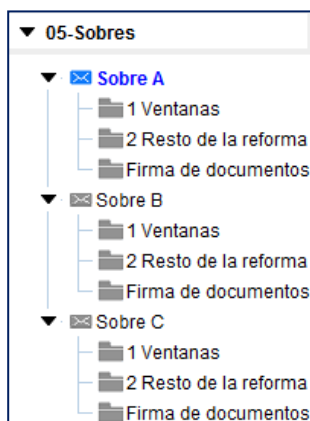 05-Sobres
Sobre A
1 Ventanas
2 Resto de la reforma
Firma de documentos
Sobre B
1 Ventanas
2 Resto de la reforma
Firma de documentos
Sobre C
1 Ventanas
2 Resto de la reforma
Firma de documentos